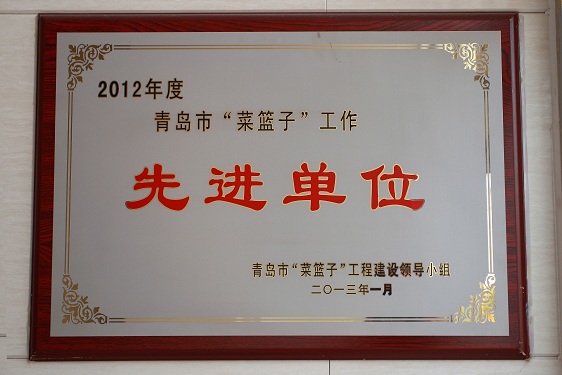 2012年度
青岛市“菜篮子”工作
先进单位
青岛市“菜篮子”工程建设领导小组
二〇一三年一月